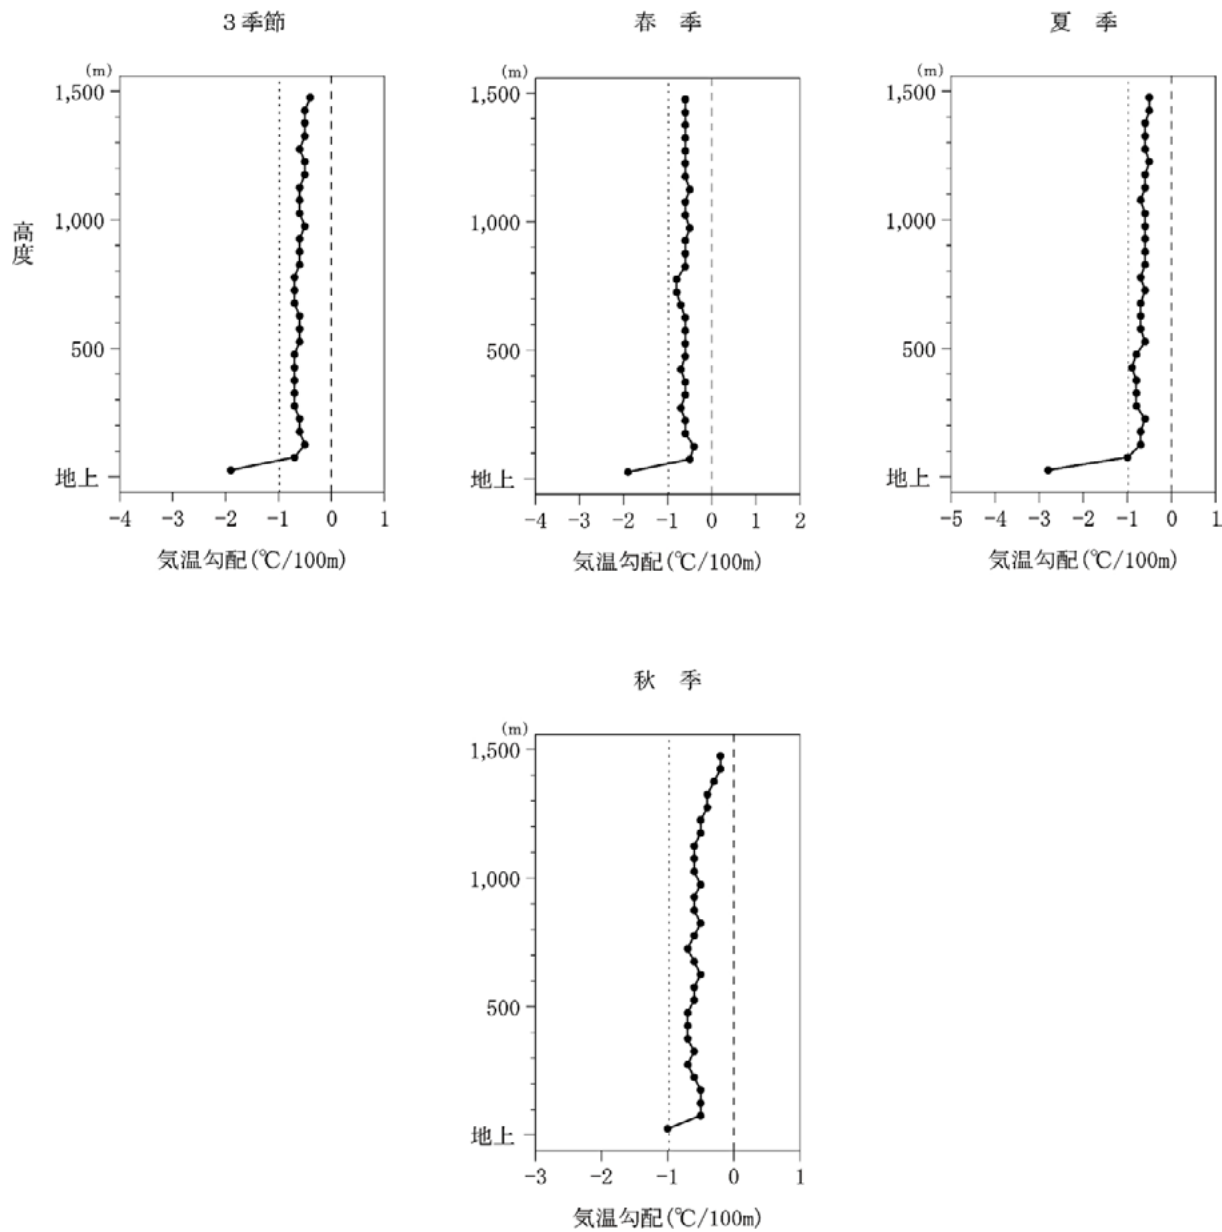 3季節
(m)
1,500
1,000
高度
500
地上
-4 -3 -2 -1 0 1
気温勾配(℃/100m)
春 季
(m)
1,500
1,000
500
地上
-4 -3 -2 -1 0 1 2
気温勾配(℃/100m)
夏 季
(m)
1,500
1,000
500
地上
-5 -4 -3 -2 -1 0 1
気温勾配(℃/100m)
秋 季
(m)
1,500
1,000
500
地上
-3 -2 -1 0 1
気温勾配(℃/100m)